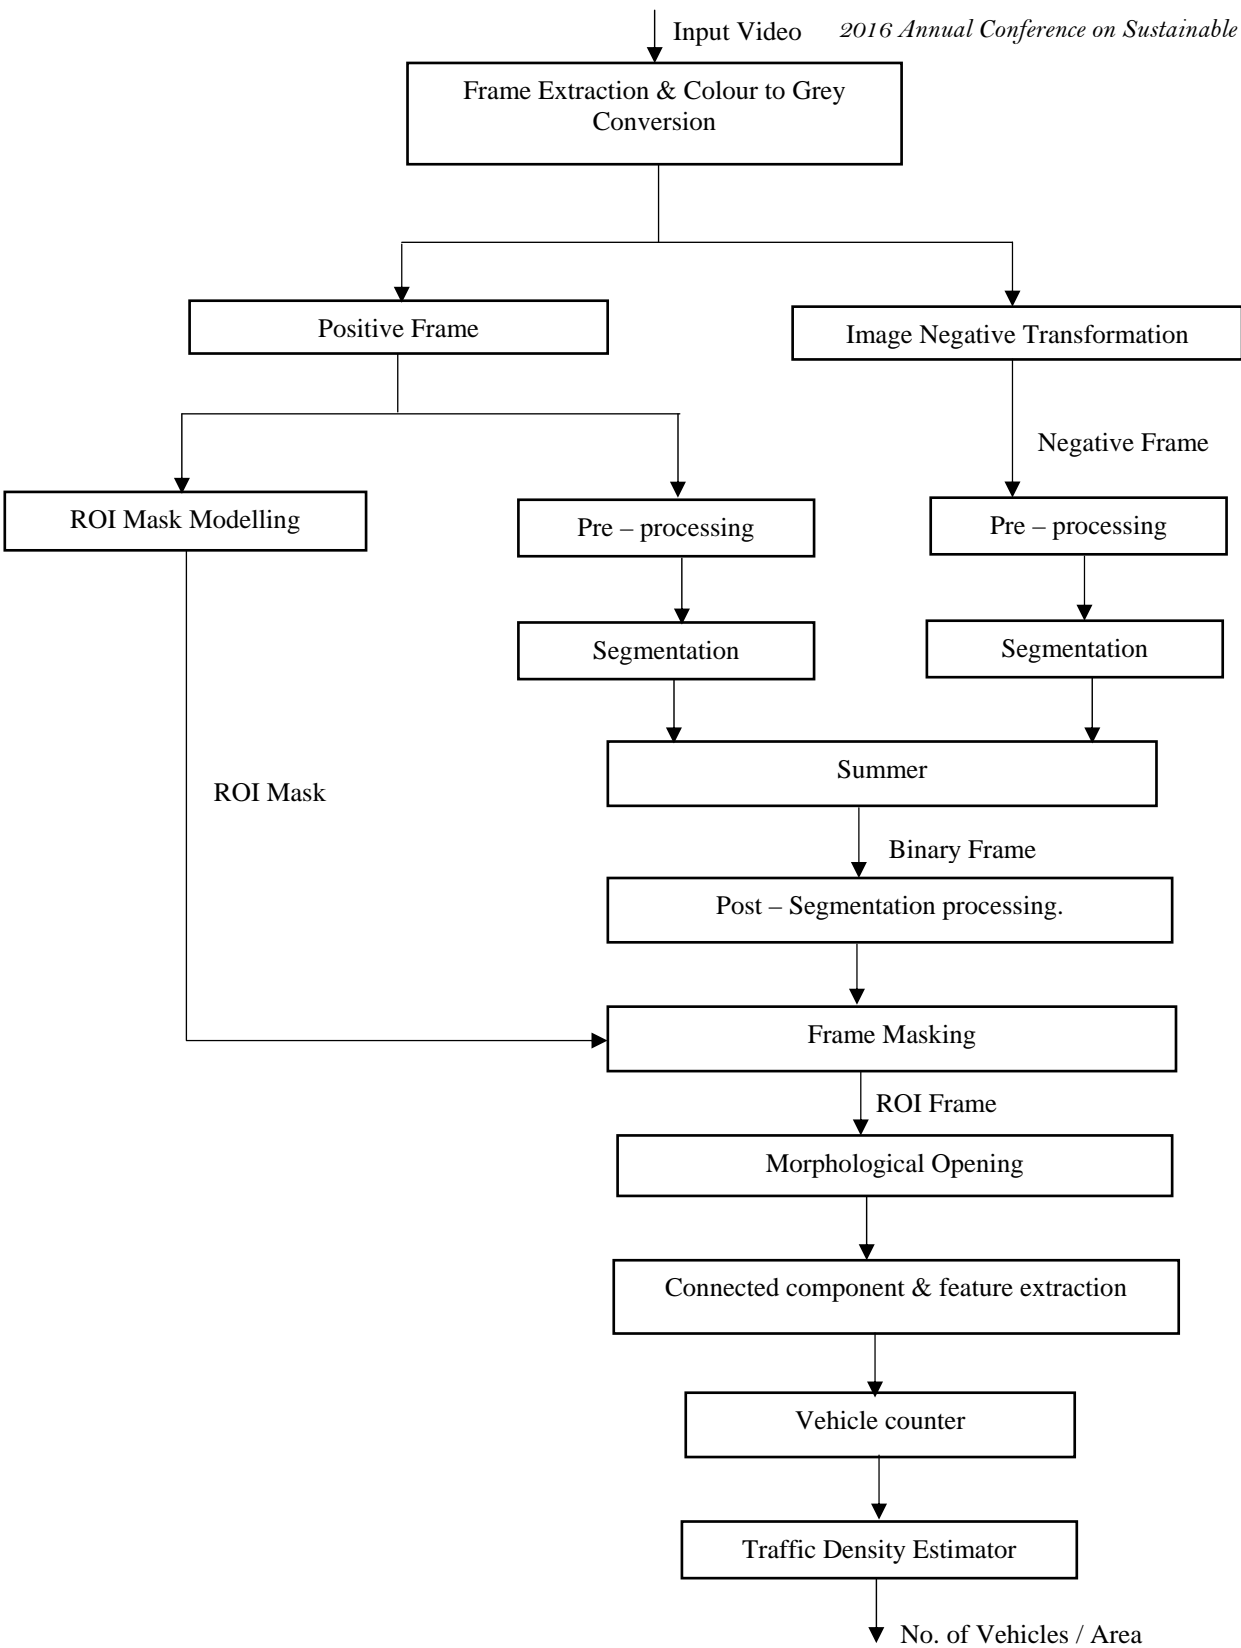 Input Video
2016 Annual Conference on Sustainable
Frame Extraction & Colour to Grey
Conversion
Positive Frame
Image Negative Transformation
Negative Frame
ROI Mask Modelling
Pre – processing
Pre – processing
Segmentation
Segmentation
Summer
ROI Mask
Binary Frame
Post – Segmentation processing.
Frame Masking
ROI Frame
Morphological Opening
Connected component & feature extraction
Vehicle counter
Traffic Density Estimator
No. of Vehicles / Area